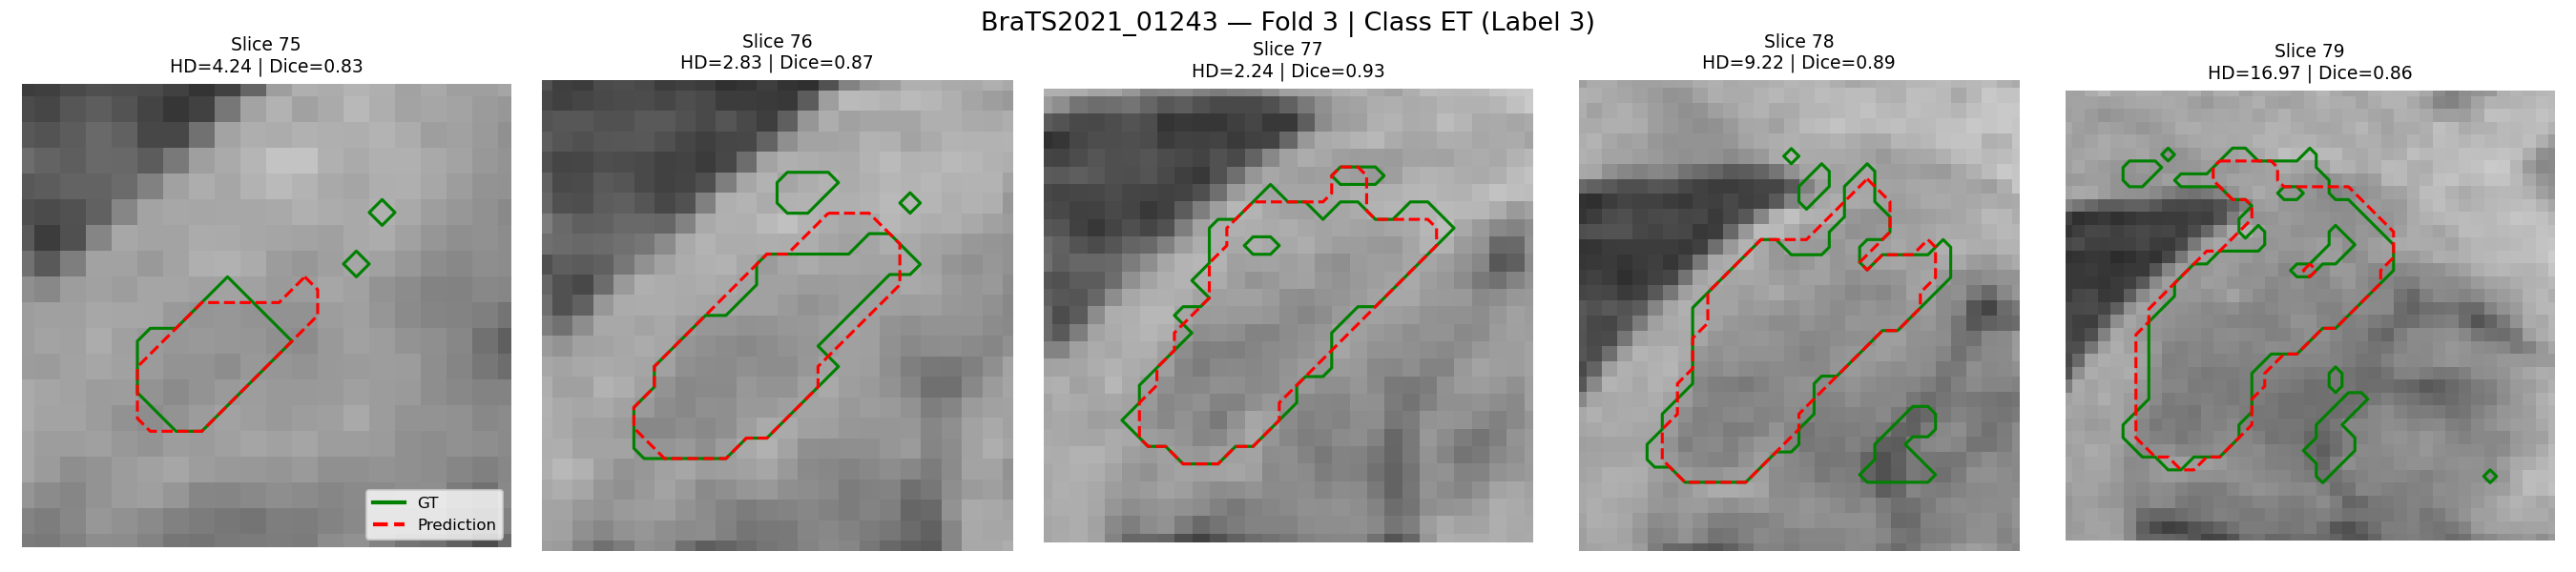 BraTS2021_01243 — Fold 3 | Class ET (Label 3)
Slice 75
HD=4.24 | Dice=0.83
Slice 76
HD=2.83 | Dice=0.87
Slice 77
HD=2.24 | Dice=0.93
Slice 78
HD=9.22 | Dice=0.89
Slice 79
HD=16.97 | Dice=0.86
GT
Prediction